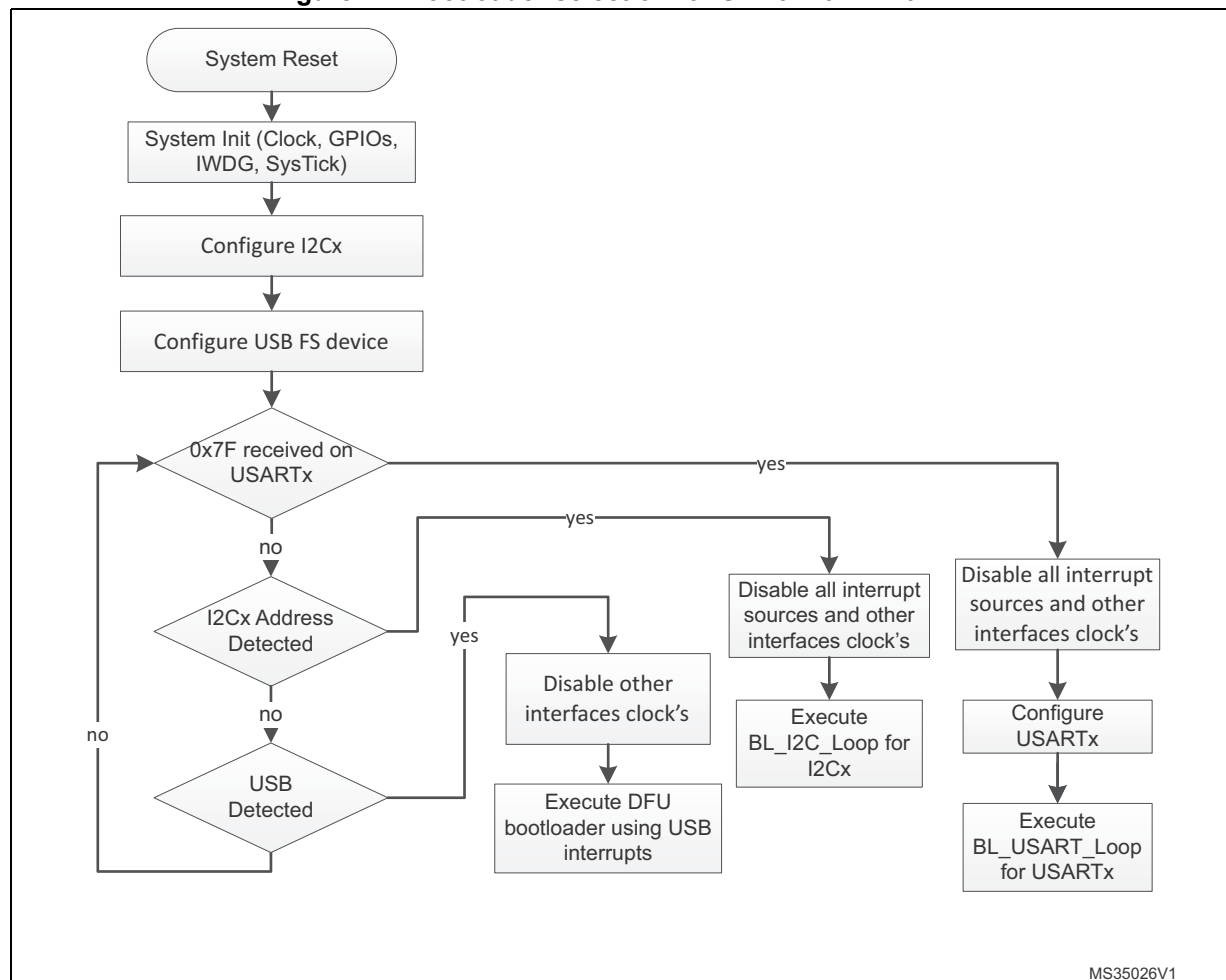 System Reset
System Init (Clock, GPIOs,
IWDG, SysTick)
Configure I2Cx
Configure USB FS device
0x7F received on
USARTx
yes
no
I2Cx Address
Detected
yes
no
USB
Detected
yes
no
Disable other
interfaces clock's
Execute DFU
bootloader using USB
interrupts
Disable all interrupt
sources and other
interfaces clock's
Execute
BL_I2C_Loop for
I2Cx
Disable all interrupt
sources and other
interfaces clock's
Configure
USARTx
Execute
BL_USART_Loop
for USARTx
MS35026V1